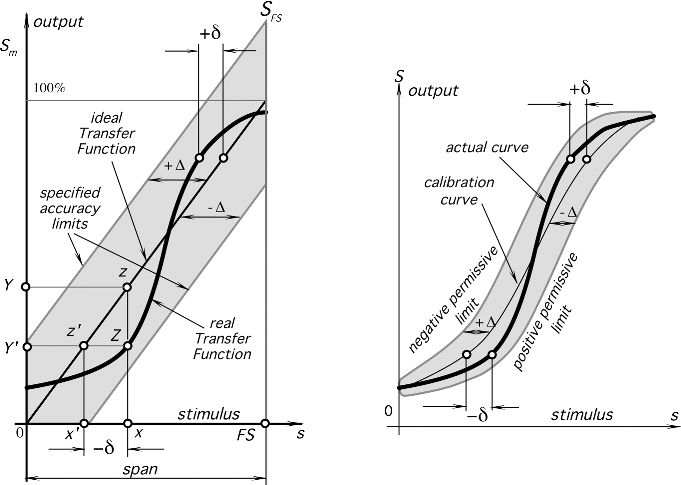 output
S_FS
+δ
S_m
100%
ideal
Transfer
Function
+Δ
specified
accuracy
limits
-Δ
Y
z
z'
Z
Y'
real
Transfer
Function
0
x'
x
stimulus
FS
s
-δ
span
S
output
+δ
actual curve
calibration
curve
-Δ
negative permissive
limit
+Δ
positive permissive
limit
0
-δ
stimulus
s